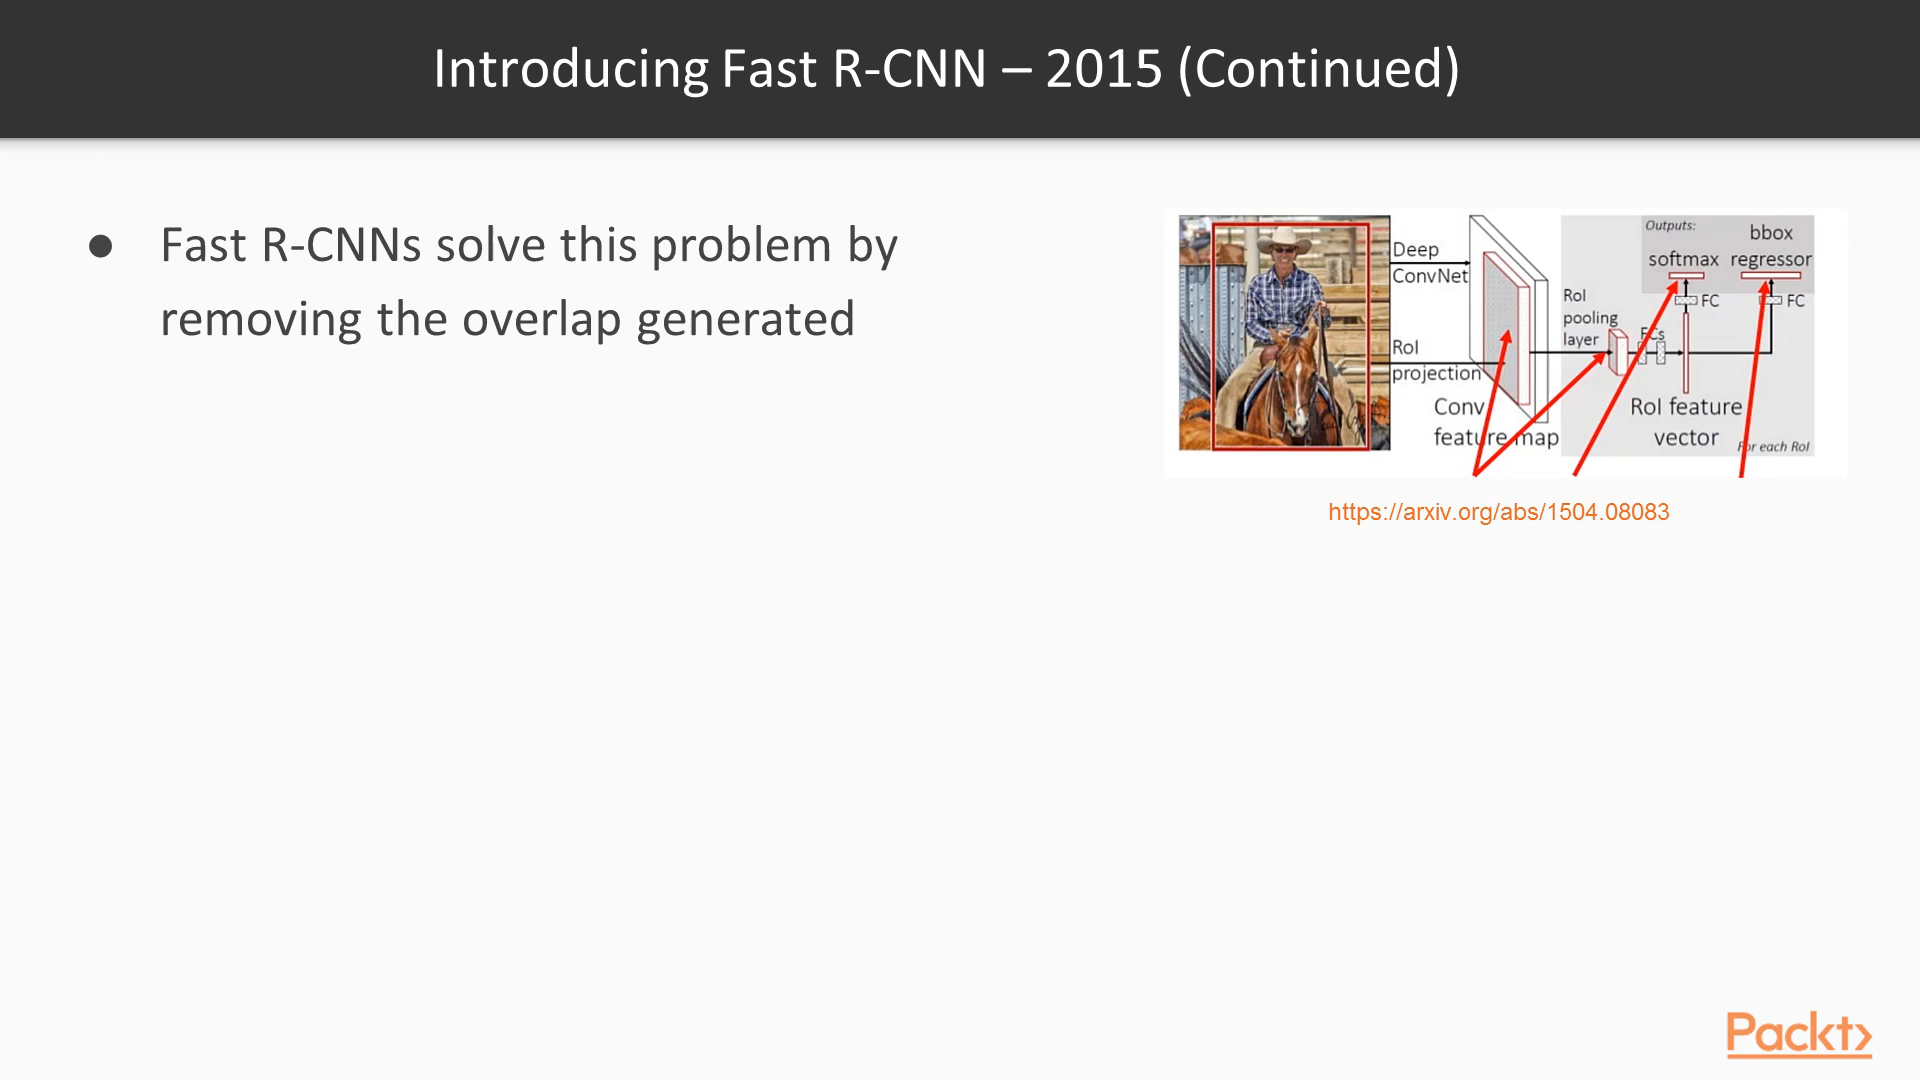 Introducing Fast R-CNN – 2015 (Continued)
● Fast R-CNNs solve this problem by
removing the overlap generated
Deep
ConvNet
RoI
projection
Conv
feature map
RoI
pooling
layer
FCs
Outputs:
softmax
bbox
regressor
FC
FC
RoI feature
vector
For each RoI
https://arxiv.org/abs/1504.08083
Packt>